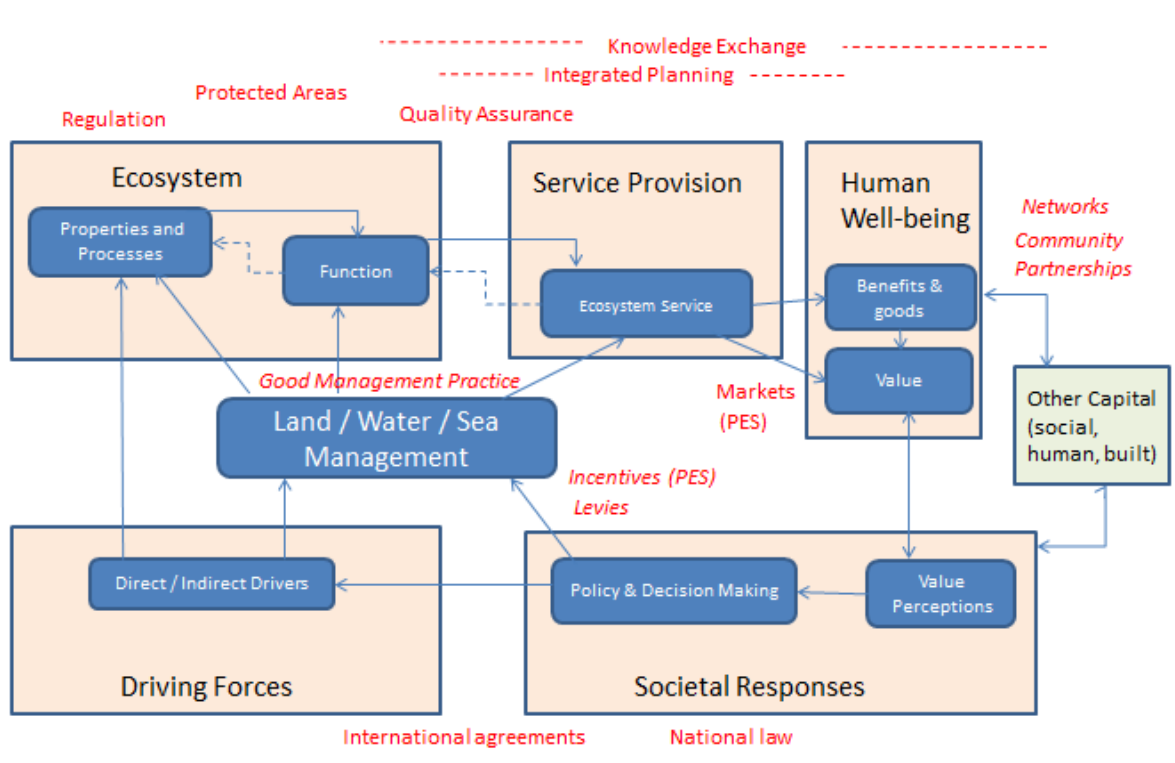 Knowledge Exchange
Integrated Planning
Protected Areas
Quality Assurance
Regulation
Ecosystem
Properties and
Processes
Function
Service Provision
Ecosystem Service
Human
Well-being
Benefits &
goods
Value
Networks
Community
Partnerships
Good Management Practice
Land / Water / Sea
Management
Markets
(PES)
Other Capital
(social,
human, built)
Incentives (PES)
Levies
Direct / Indirect Drivers
Driving Forces
Policy & Decision Making
Value
Perceptions
Societal Responses
International agreements
National law